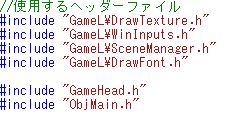 //使用するヘッダーファイル
#include "GameL¥DrawTexture.h"
#include "GameL¥WinInputs.h"
#include "GameL¥SceneManager.h"
#include "GameL¥DrawFont.h"
#include "GameHead.h"
#include "ObjMain.h"